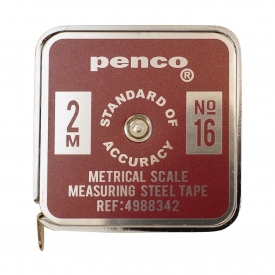 penco®
STANDARD OF
ACCURACY
2
M
No
16
METRICAL SCALE
MEASURING STEEL TAPE
REF:4988342